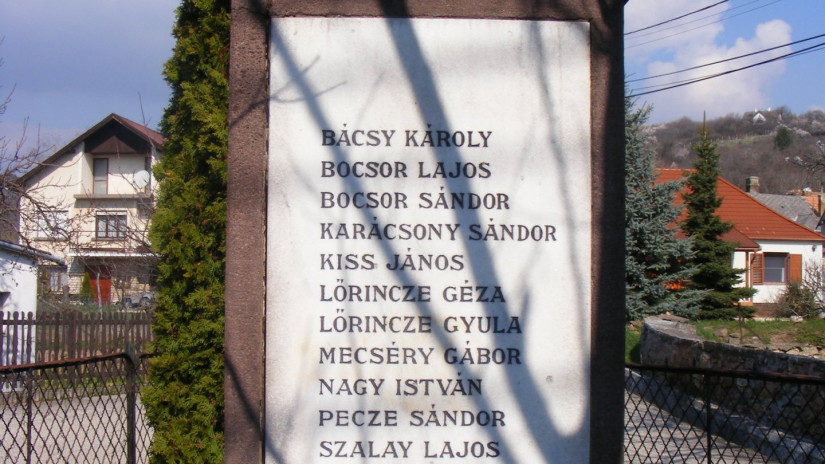 BÁCSY KÁROLY
BOCSOR LAJOS
BOCSOR SÁNDOR
KARÁCSONY SÁNDOR
KISS JÁNOS
LŐRINCZE GÉZA
LŐRINCZE GYULA
MECSÉRY GÁBOR
NAGY ISTVÁN
PECZE SÁNDOR
SZALAY LAJOS